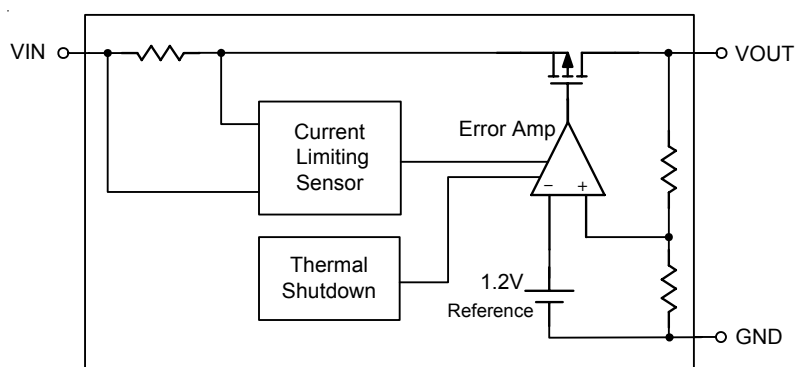 VIN
VOUT
Error Amp
Current
Limiting
Sensor
− +
Thermal
Shutdown
1.2V
Reference
GND